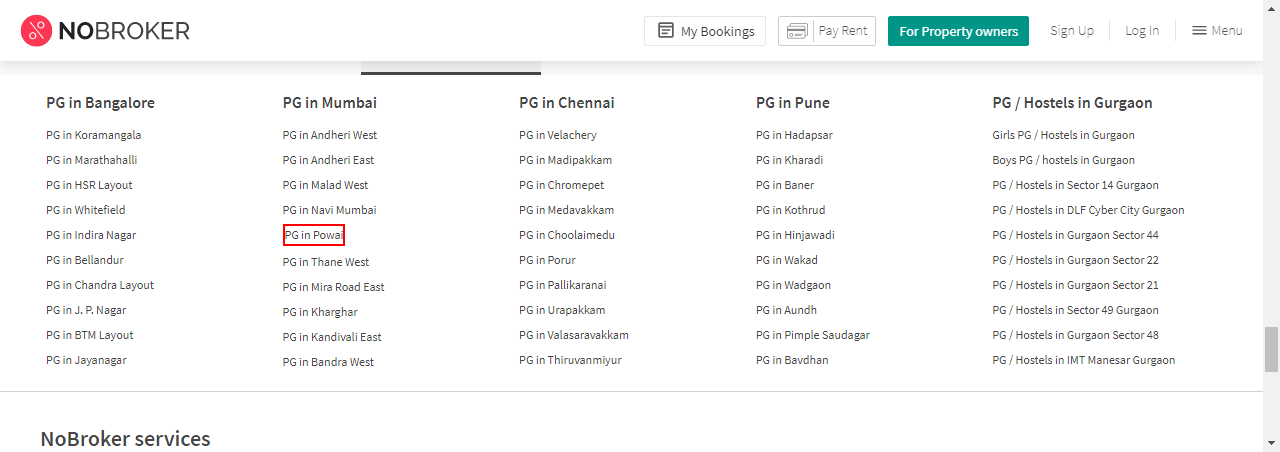 NOBROKER
My Bookings
Pay Rent
For Property owners
Sign Up
Log In
Menu
PG in Bangalore
PG in Koramangala
PG in Marathahalli
PG in HSR Layout
PG in Whitefield
PG in Indira Nagar
PG in Bellandur
PG in Chandra Layout
PG in J. P. Nagar
PG in BTM Layout
PG in Jayanagar
PG in Mumbai
PG in Andheri West
PG in Andheri East
PG in Malad West
PG in Navi Mumbai
PG in Powai
PG in Thane West
PG in Mira Road East
PG in Kharghar
PG in Kandivali East
PG in Bandra West
PG in Chennai
PG in Velachery
PG in Madipakkam
PG in Chromepet
PG in Medavakkam
PG in Choolaimedu
PG in Porur
PG in Pallikaranai
PG in Urapakkam
PG in Valasaravakkam
PG in Thiruvanmiyur
PG in Pune
PG in Hadapsar
PG in Kharadi
PG in Baner
PG in Kothrud
PG in Hinjawadi
PG in Wakad
PG in Wadgaon
PG in Aundh
PG in Pimple Saudagar
PG in Bavdhan
PG / Hostels in Gurgaon
Girls PG / Hostels in Gurgaon
Boys PG / hostels in Gurgaon
PG / Hostels in Sector 14 Gurgaon
PG / Hostels in DLF Cyber City Gurgaon
PG / Hostels in Gurgaon Sector 44
PG / Hostels in Gurgaon Sector 22
PG / Hostels in Gurgaon Sector 21
PG / Hostels in Sector 49 Gurgaon
PG / Hostels in Gurgaon Sector 48
PG / Hostels in IMT Manesar Gurgaon
NoBroker services